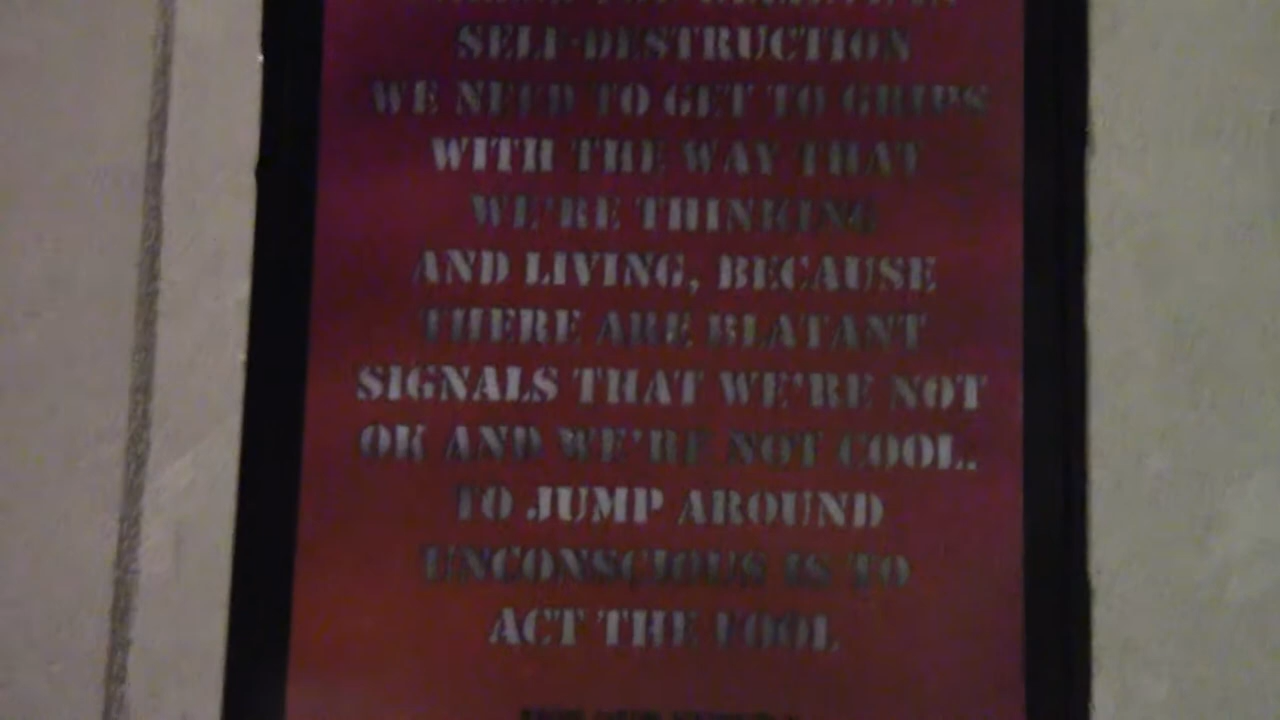 SELF-DESTRUCTION
WE NEED TO GET TO GRIPS
WITH THE WAY THAT
WE'RE THINKING
AND LIVING, BECAUSE
THERE ARE BLATANT
SIGNALS THAT WE'RE NOT
OK AND WE'RE NOT COOL.
TO JUMP AROUND
UNCONSCIOUS IS TO
ACT THE FOOL